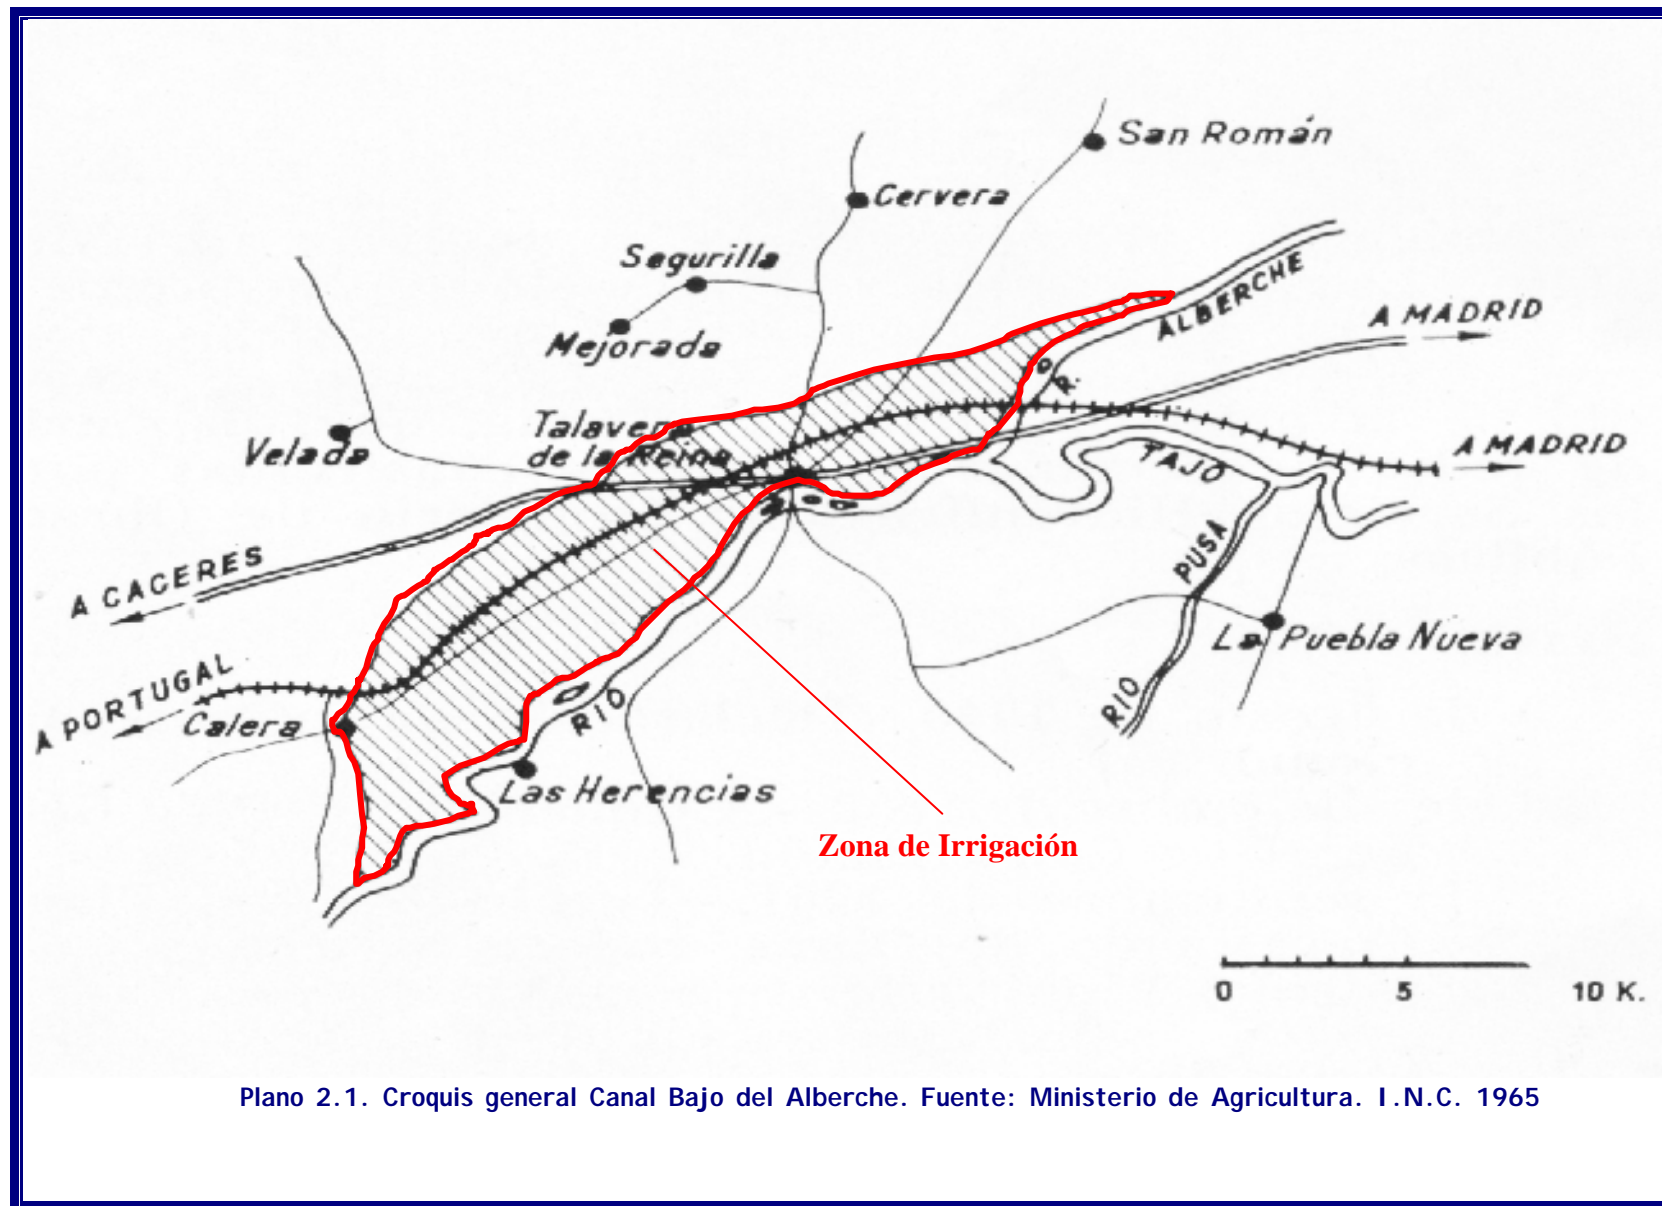 San Román
Cervera
Segurilla
Mejorada
ALBERCHE
R.
A MADRID
Talavera
de la Reina
Velada
A MADRID
TAJO
A CACERES
PUSA
RIO
La Puebla Nueva
A PORTUGAL
Calera
RIO
Las Herencias
Zona de Irrigación
0 5 10 K.
Plano 2.1. Croquis general Canal Bajo del Alberche. Fuente: Ministerio de Agricultura. I.N.C. 1965